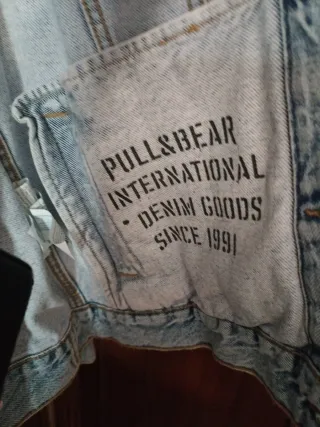 PULL&BEAR
INTERNATIONAL
• DENIM GOODS
SINCE 1991